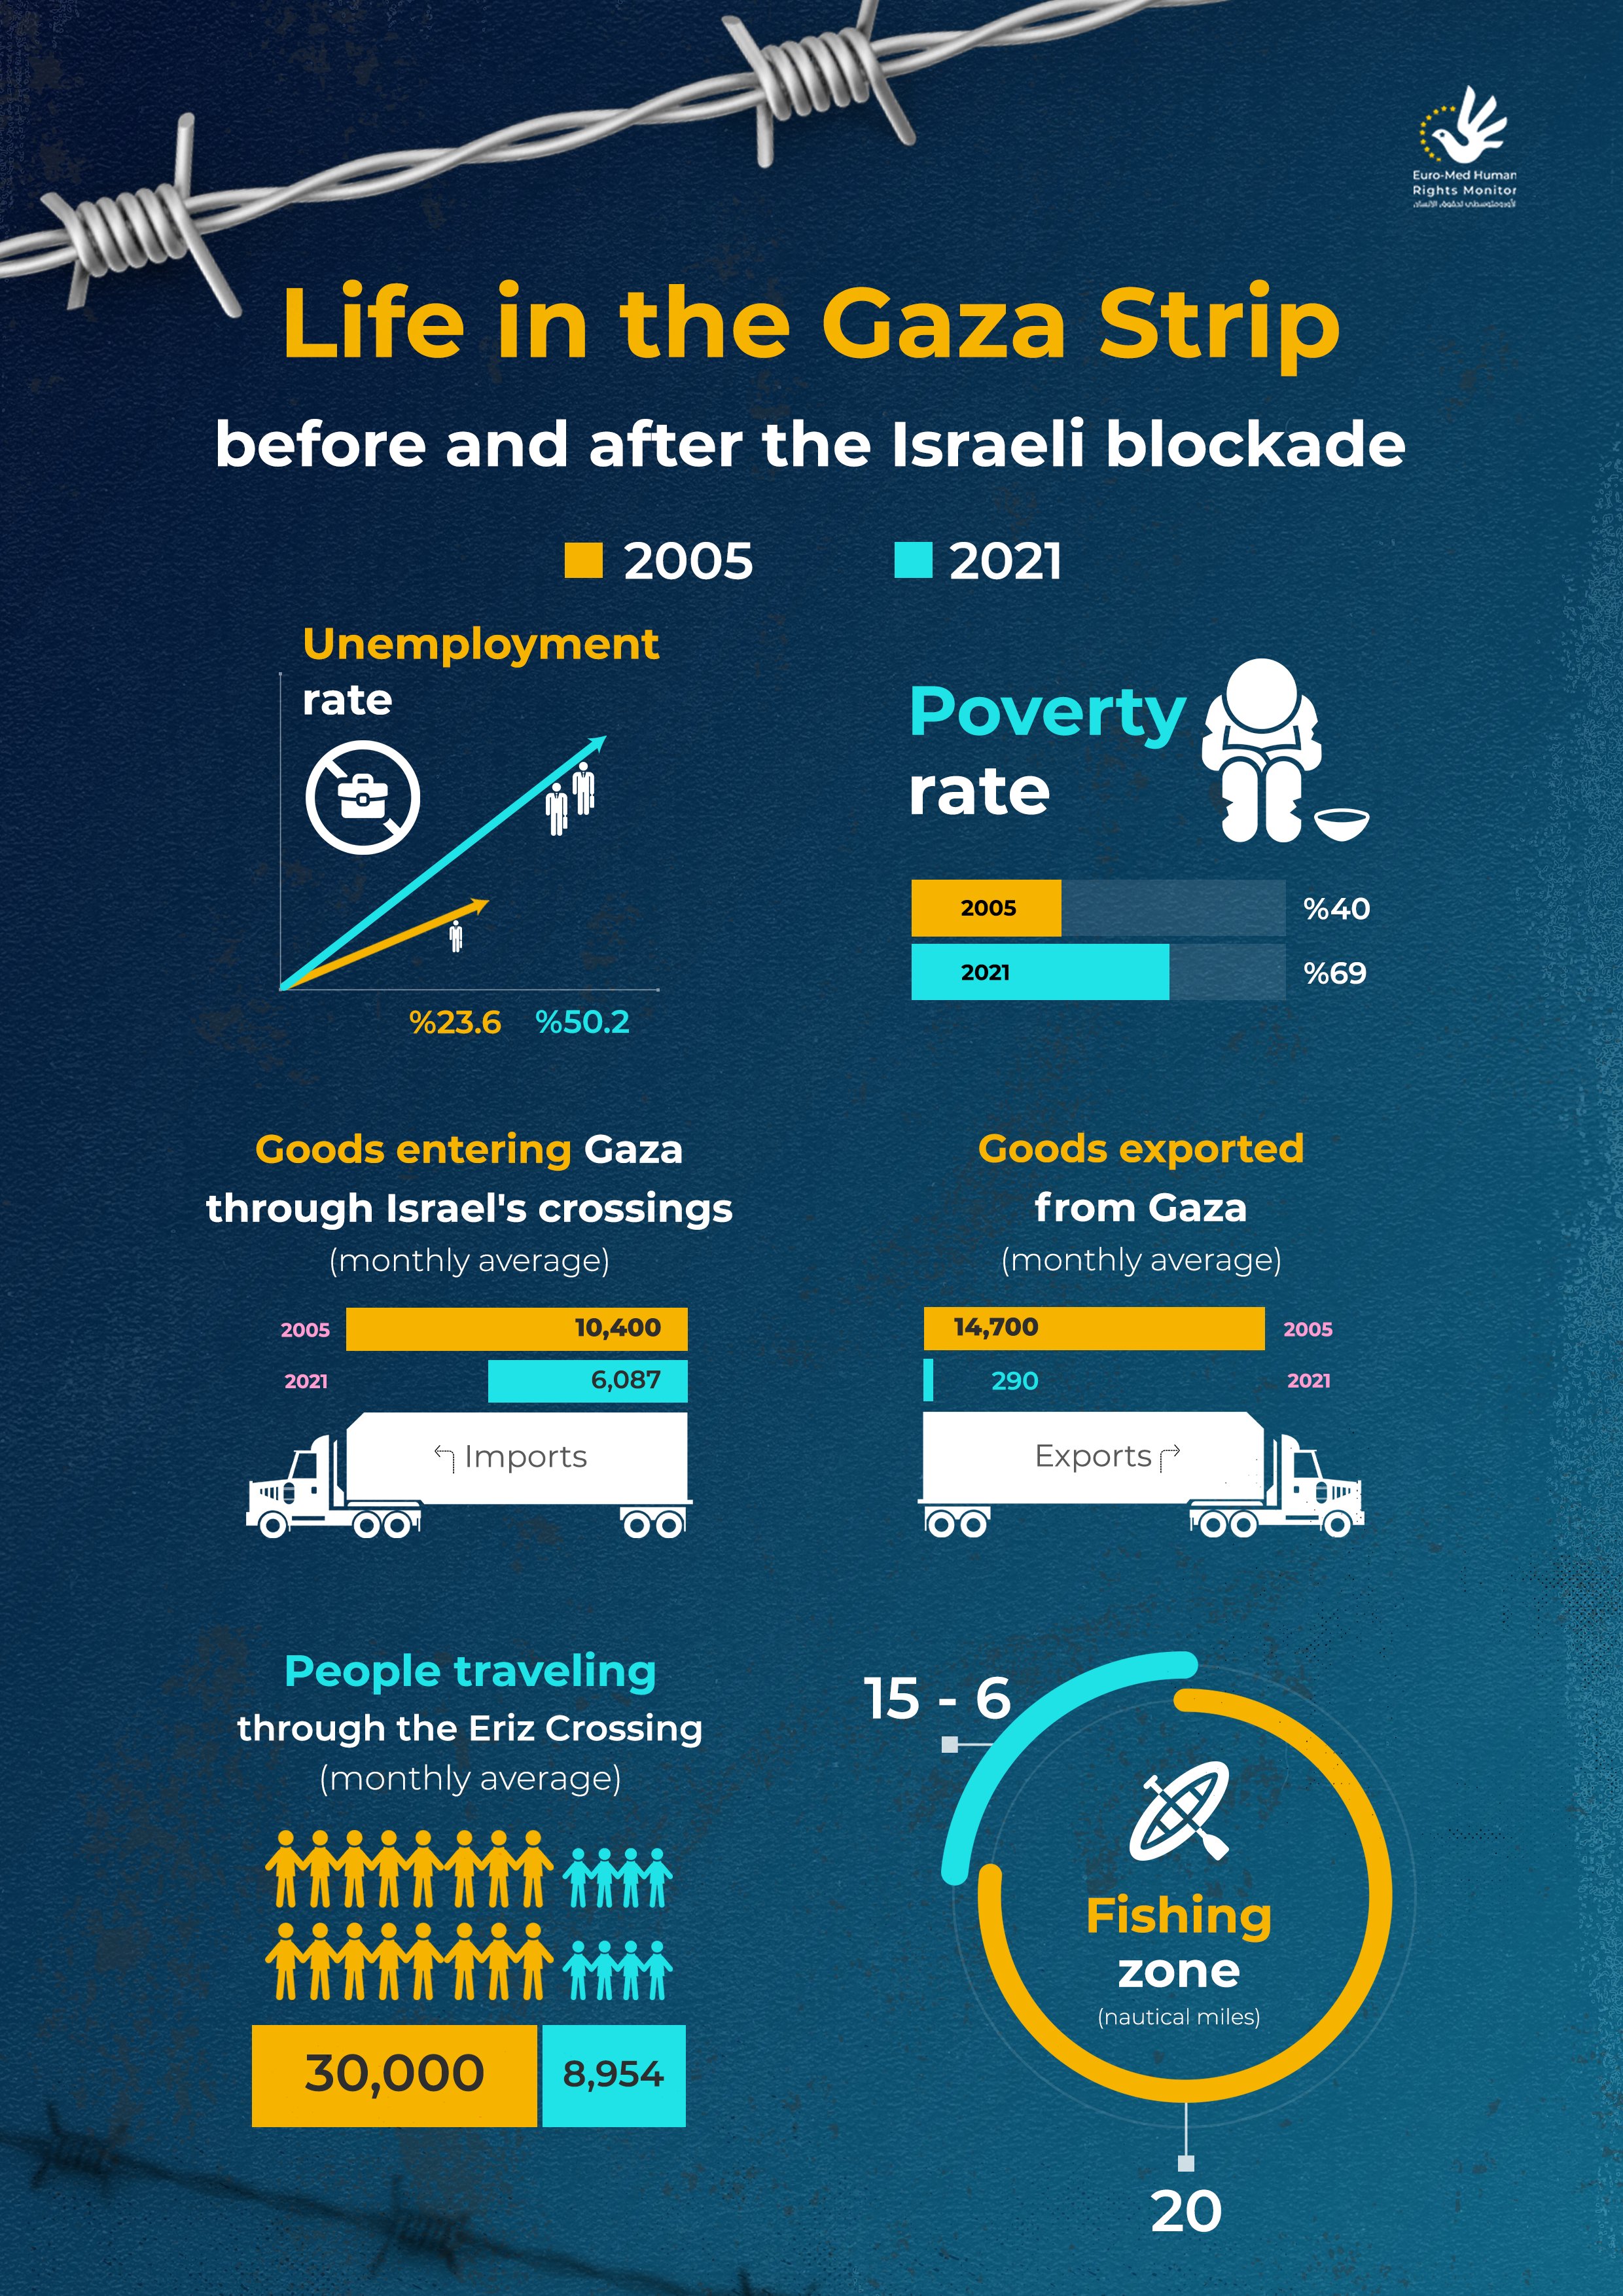 Euro-Med Human
Rights Monitor
Life in the Gaza Strip
before and after the Israeli blockade
2005
2021
Unemployment
rate
%23.6
%50.2
Poverty
rate
2005
%40
2021
%69
Goods entering Gaza
through Israel's crossings
(monthly average)
2005
10,400
2021
6,087
Imports
Goods exported
from Gaza
(monthly average)
14,700
2005
290
2021
Exports
People traveling
through the Eriz Crossing
(monthly average)
30,000
8,954
15 - 6
Fishing
zone
(nautical miles)
20